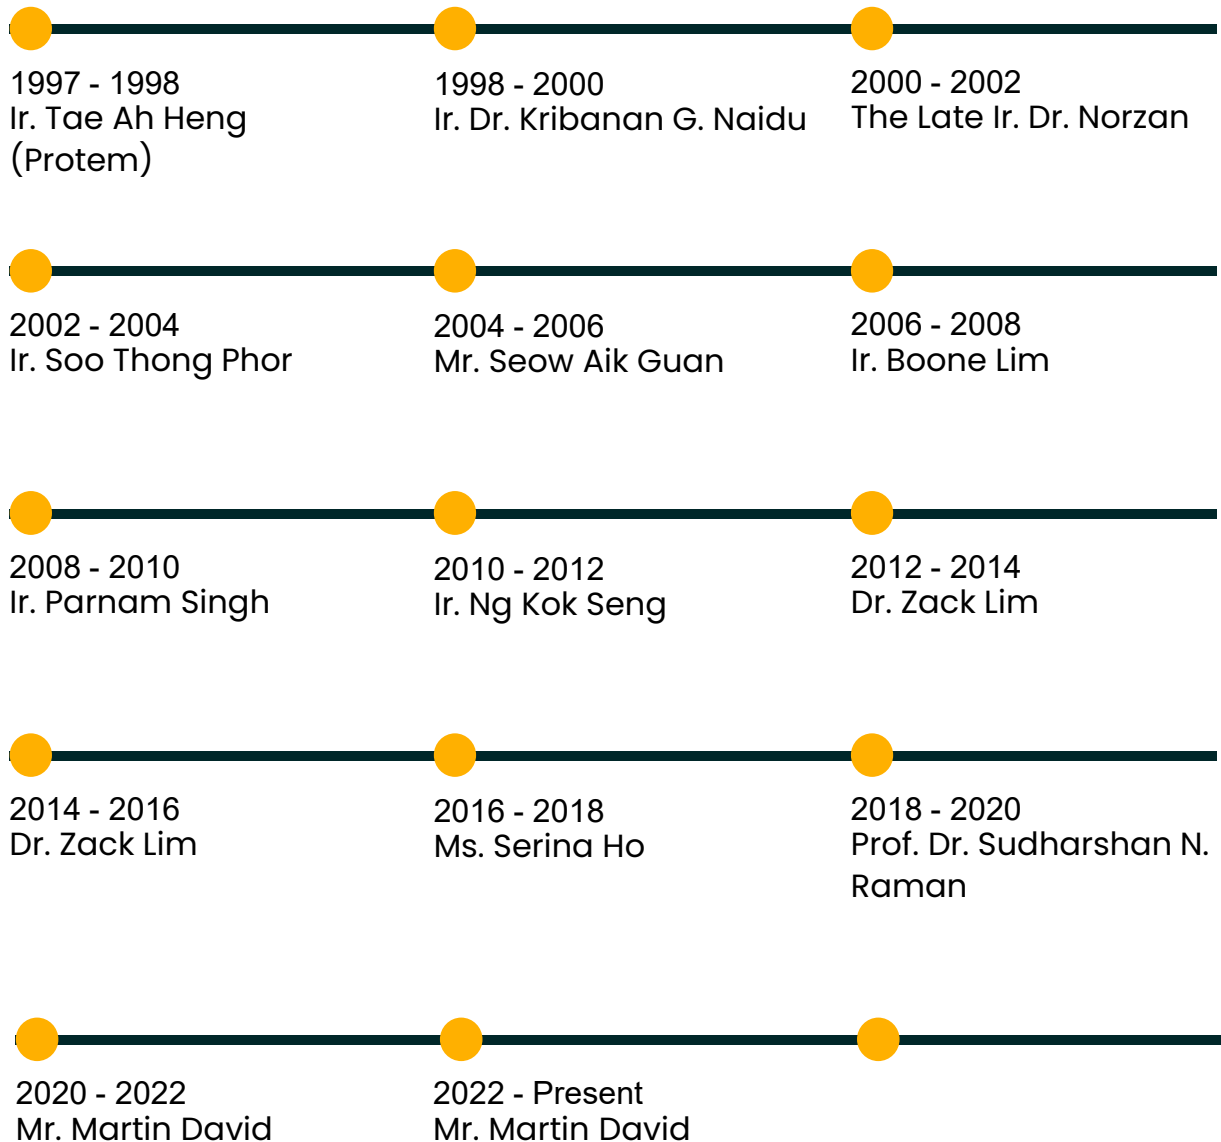 1997 - 1998
Ir. Tae Ah Heng
(Protem)
1998 - 2000
Ir. Dr. Kribanan G. Naidu
2000 - 2002
The Late Ir. Dr. Norzan
2002 - 2004
Ir. Soo Thong Phor
2004 - 2006
Mr. Seow Aik Guan
2006 - 2008
Ir. Boone Lim
2008 - 2010
Ir. Parnam Singh
2010 - 2012
Ir. Ng Kok Seng
2012 - 2014
Dr. Zack Lim
2014 - 2016
Dr. Zack Lim
2016 - 2018
Ms. Serina Ho
2018 - 2020
Prof. Dr. Sudharshan N.
Raman
2020 - 2022
Mr. Martin David
2022 - Present
Mr. Martin David